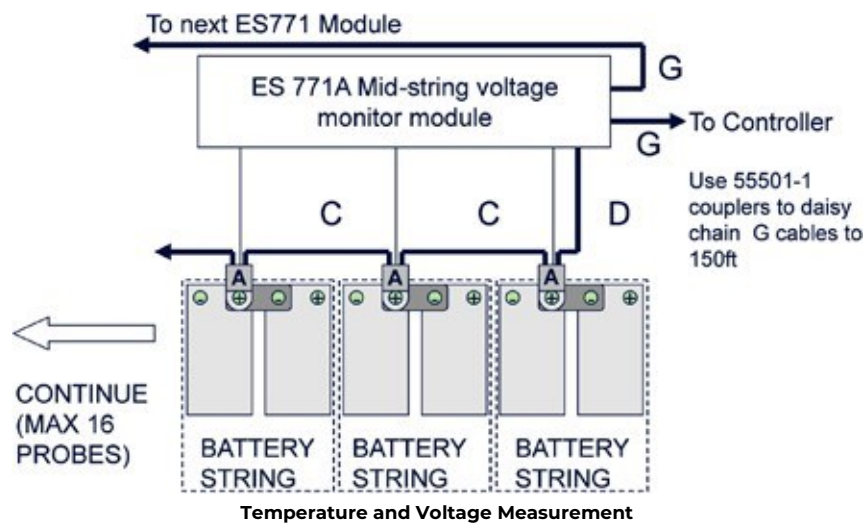 To next ES771 Module
G
ES 771A Mid-string voltage
monitor module
To Controller
G
Use 55501-1
couplers to daisy
chain G cables to
150ft
C
C
D
A
A
A
CONTINUE
(MAX 16
PROBES)
BATTERY
STRING
BATTERY
STRING
BATTERY
STRING
Temperature and Voltage Measurement